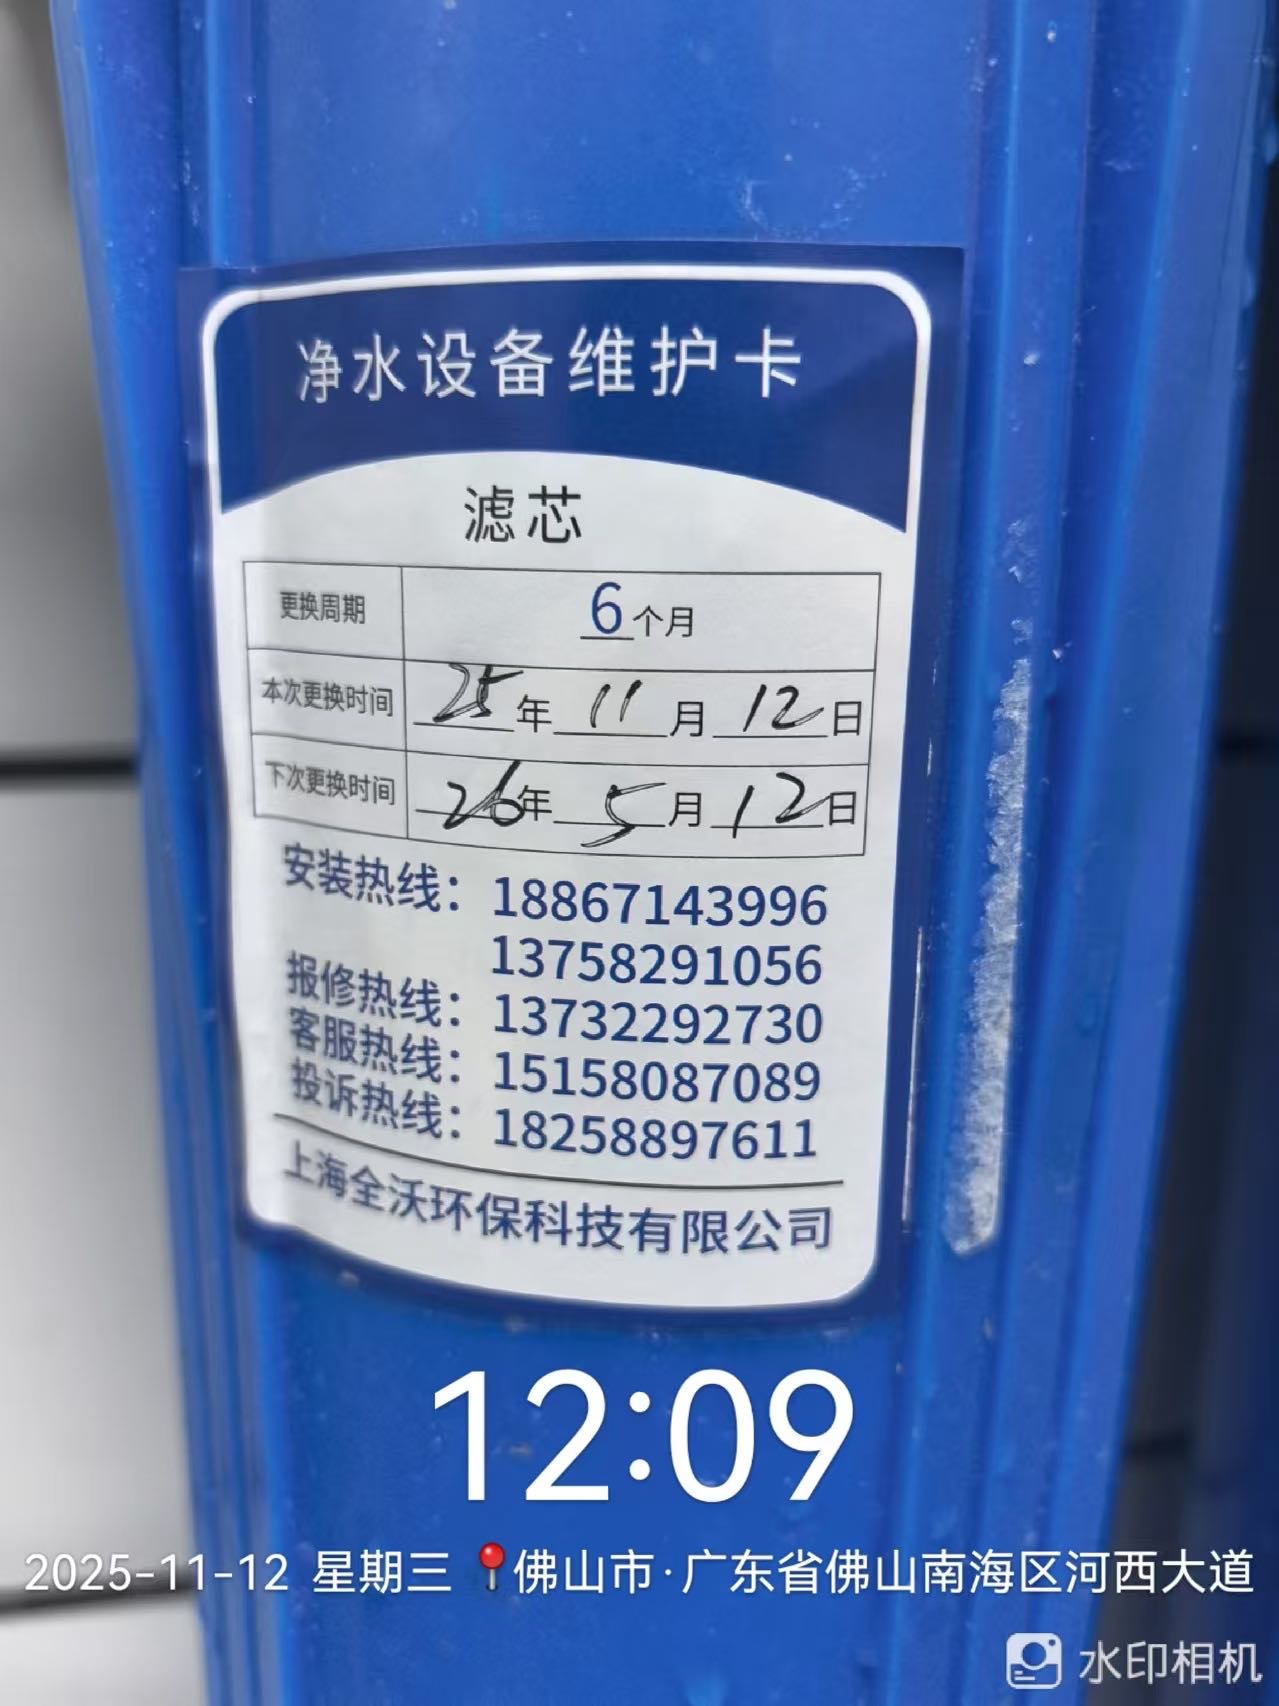 净水设备维护卡
滤芯
更换周期 6个月
本次更换时间 25年11月12日
下次更换时间 26年5月12日
安装热线：18867143996
13758291056
报修热线：13732292730
客服热线：15158087089
投诉热线：18258897611
上海全沃环保科技有限公司
12:09
2025-11-12 星期三 📍佛山市·广东省佛山南海区河西大道
水印相机